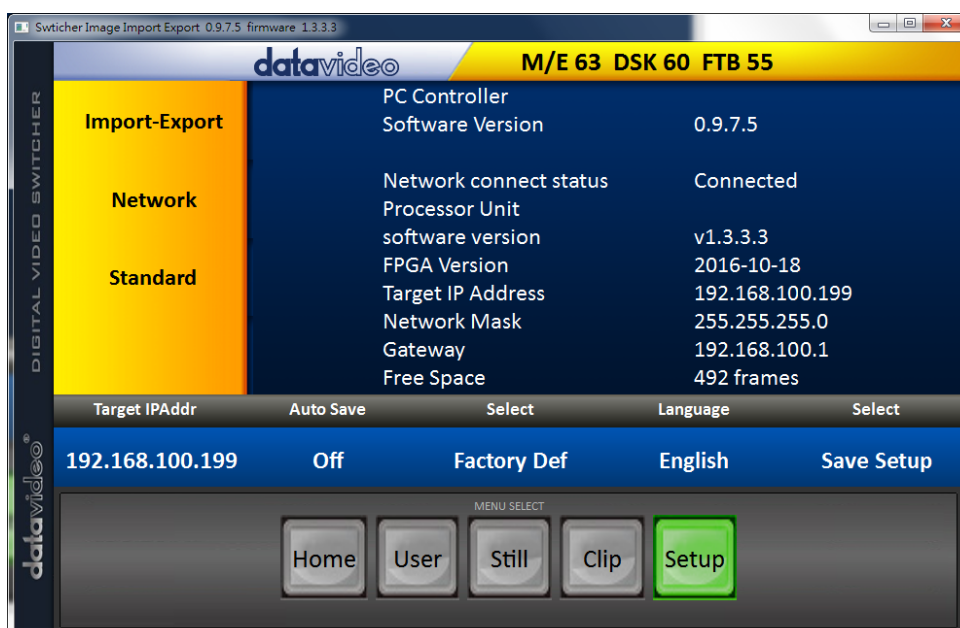 Swticher Image Import Export 0.9.7.5 firmware 1.3.3.3
datavideo M/E 63 DSK 60 FTB 55
DIGITAL VIDEO SWITCHER
datavideo®
Import-Export
Network
Standard
PC Controller
Software Version 0.9.7.5
Network connect status Connected
Processor Unit
software version v1.3.3.3
FPGA Version 2016-10-18
Target IP Address 192.168.100.199
Network Mask 255.255.255.0
Gateway 192.168.100.1
Free Space 492 frames
Target IPAddr Auto Save Select Language Select
192.168.100.199 Off Factory Def English Save Setup
MENU SELECT
Home User Still Clip Setup